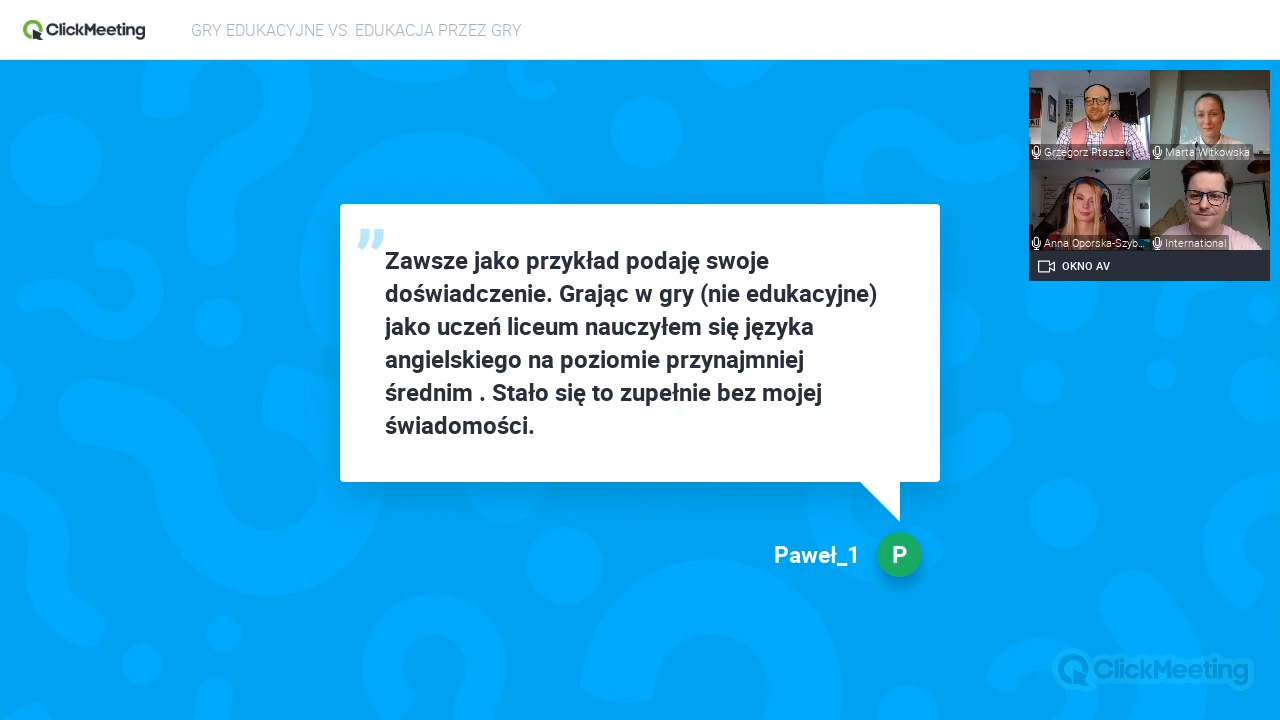 ClickMeeting
GRY EDUKACYJNE VS. EDUKACJA PRZEZ GRY
Grzegorz Ptaszek
Marta Witkowska
Anna Oporska-Szyb...
International
OKNO AV
”
Zawsze jako przykład podaję swoje
doświadczenie. Grając w gry (nie edukacyjne)
jako uczeń liceum nauczyłem się języka
angielskiego na poziomie przynajmniej
średnim . Stało się to zupełnie bez mojej
świadomości.
Paweł_1
P
ClickMeeting